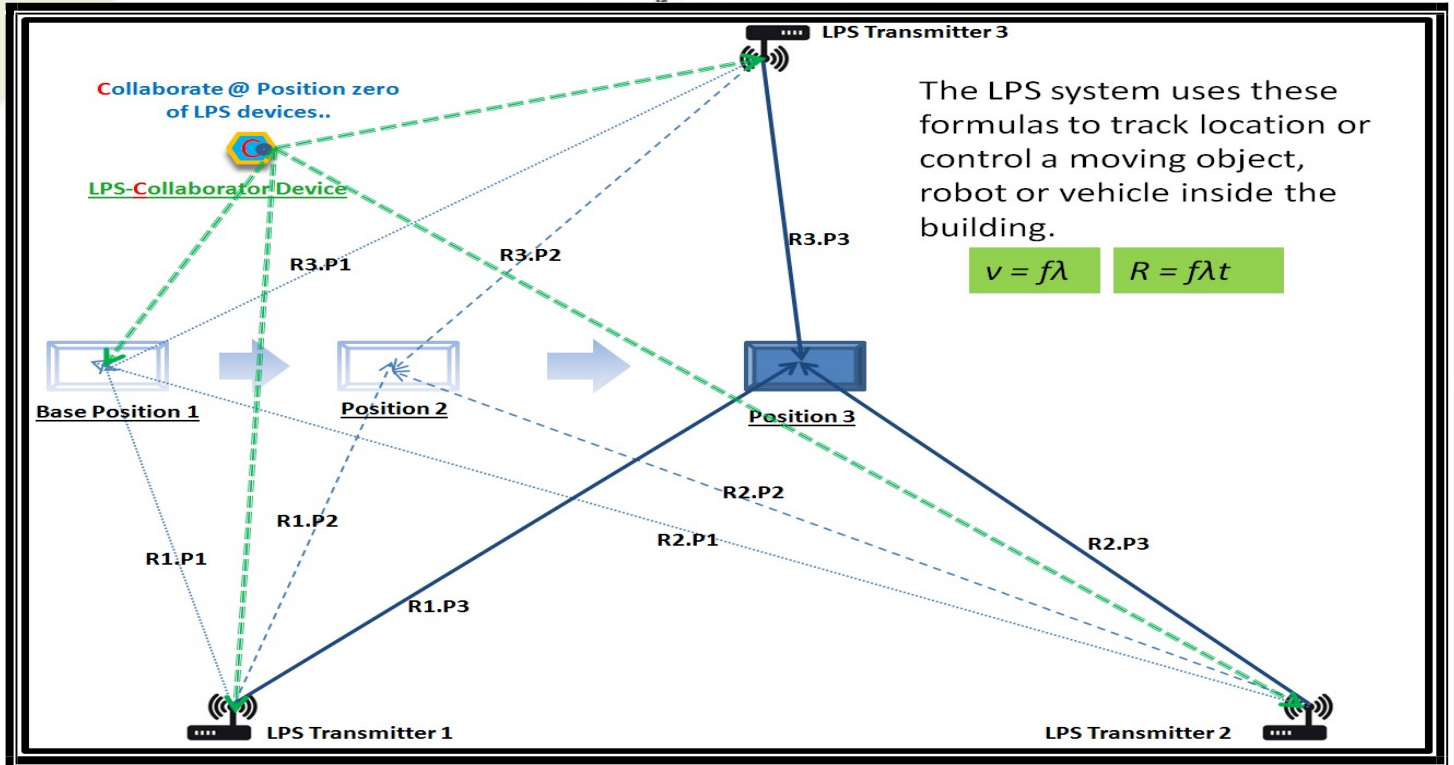 LPS Transmitter 3
Collaborate @ Position zero
of LPS devices..
C
LPS-Collaborator Device
The LPS system uses these
formulas to track location or
control a moving object,
robot or vehicle inside the
building.
v = fλ
R = fλt
R3.P1
R3.P2
R3.P3
Base Position 1
Position 2
Position 3
R1.P1
R1.P2
R1.P3
R2.P1
R2.P2
R2.P3
LPS Transmitter 1
LPS Transmitter 2